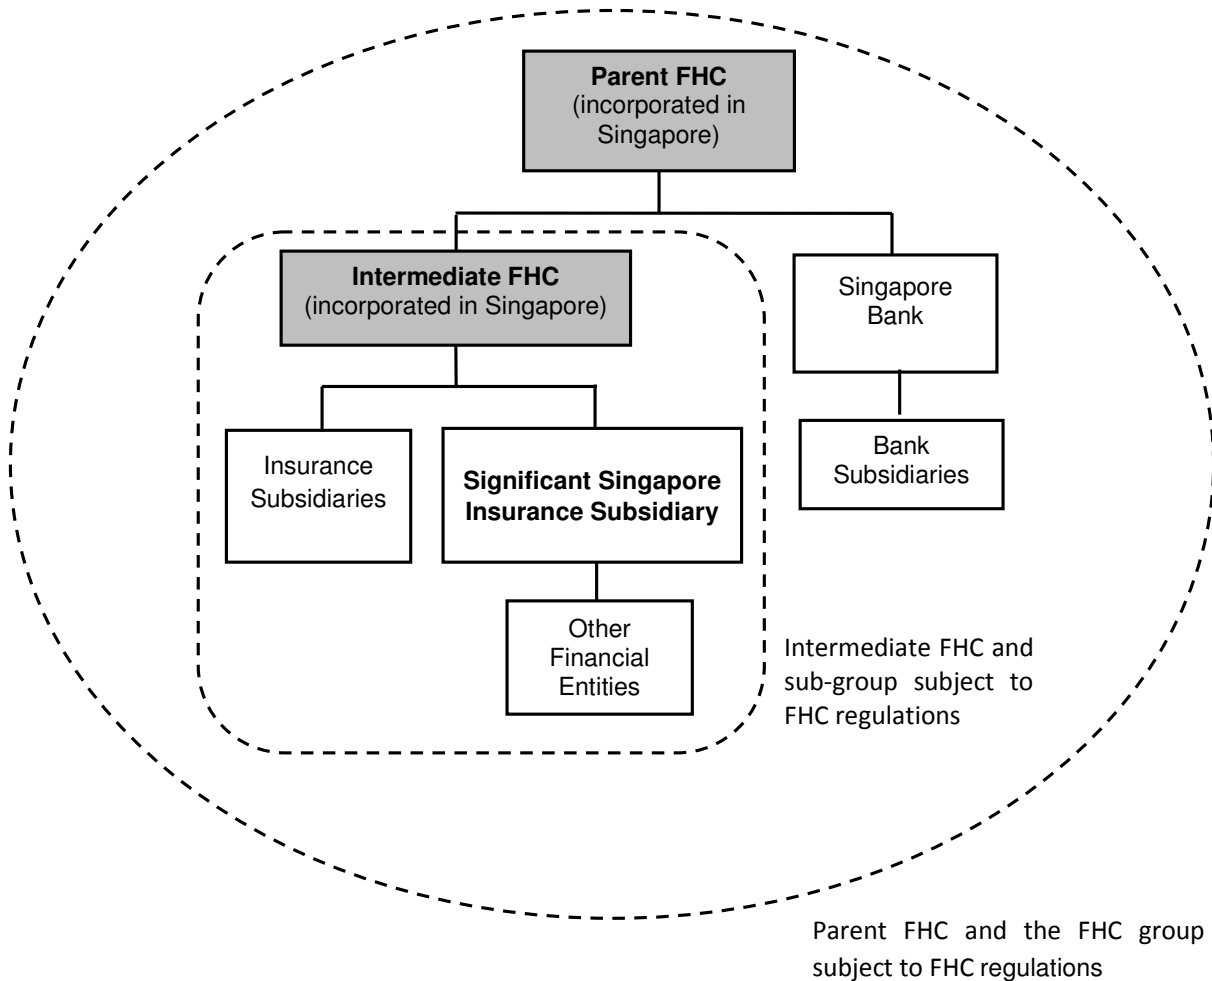 Parent FHC
(incorporated in
Singapore)
Intermediate FHC
(incorporated in Singapore)
Singapore
Bank
Insurance
Subsidiaries
Significant Singapore
Insurance Subsidiary
Bank
Subsidiaries
Other
Financial
Entities
Intermediate FHC and
sub-group subject to
FHC regulations
Parent FHC and the FHC group
subject to FHC regulations